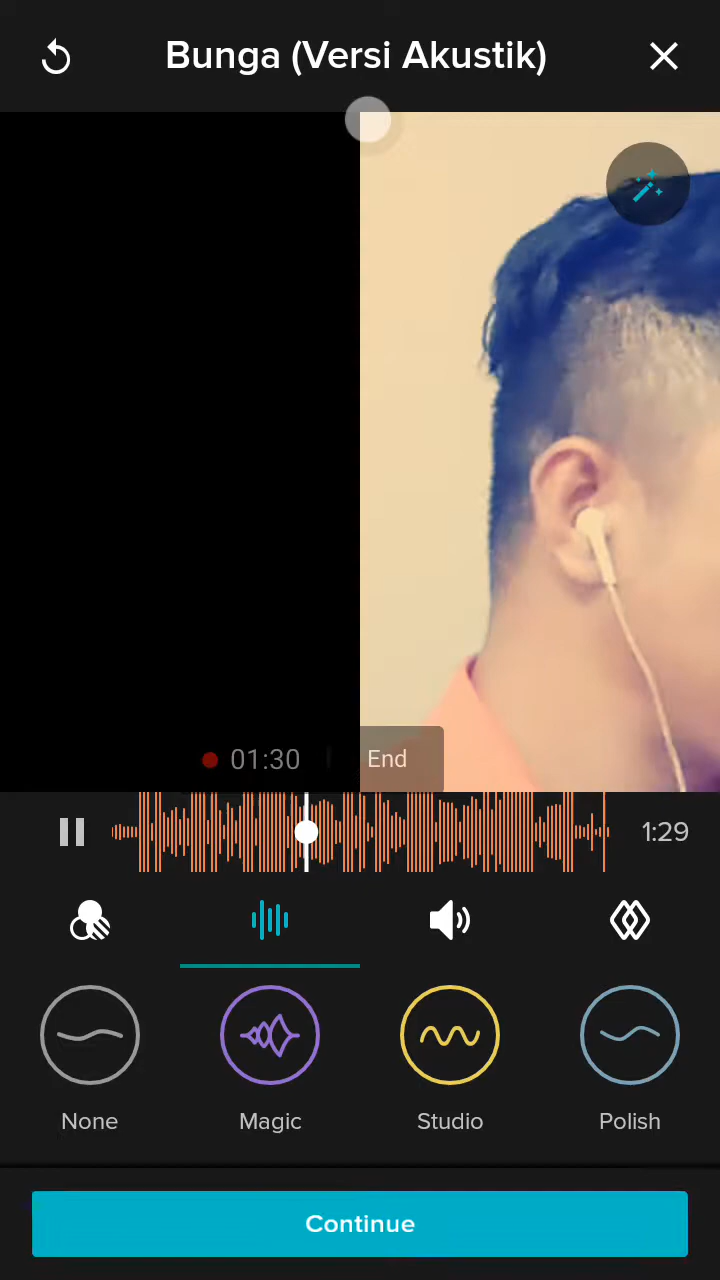 Bunga (Versi Akustik)
01:30
End
1:29
None
Magic
Studio
Polish
Continue